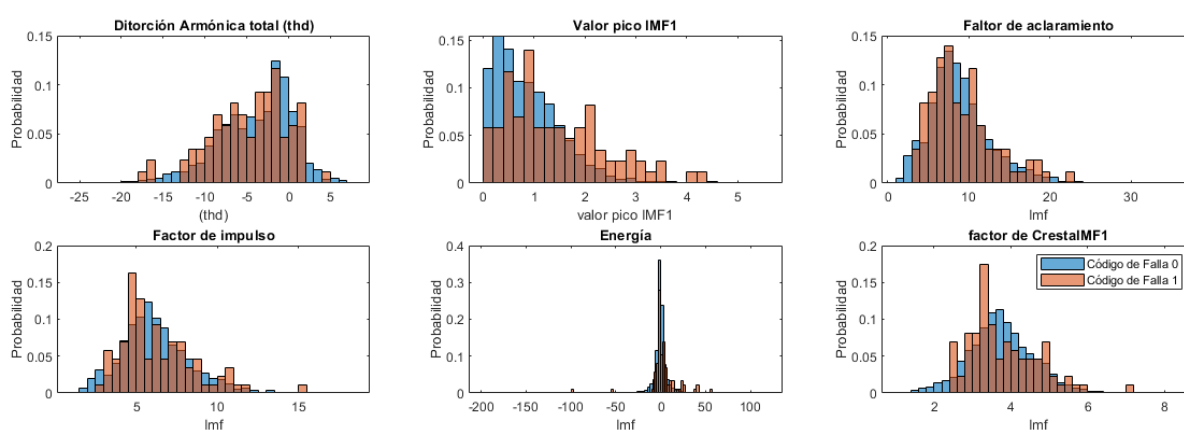 Ditorción Armónica total (thd)
Probabilidad
0.15
0.1
0.05
0
-25 -20 -15 -10 -5 0 5
(thd)
Valor pico IMF1
Probabilidad
0.15
0.1
0.05
0
0 1 2 3 4 5
valor pico IMF1
Faltor de aclaramiento
Probabilidad
0.15
0.1
0.05
0
0 10 20 30
Imf
Factor de impulso
Probabilidad
0.2
0.15
0.1
0.05
0
5 10 15
Imf
Energía
Probabilidad
0.4
0.3
0.2
0.1
0
-200 -150 -100 -50 0 50 100
Imf
factor de CrestaIMF1
Probabilidad
0.2
0.15
0.1
0.05
0
2 4 6 8
Imf
Código de Falla 0
Código de Falla 1